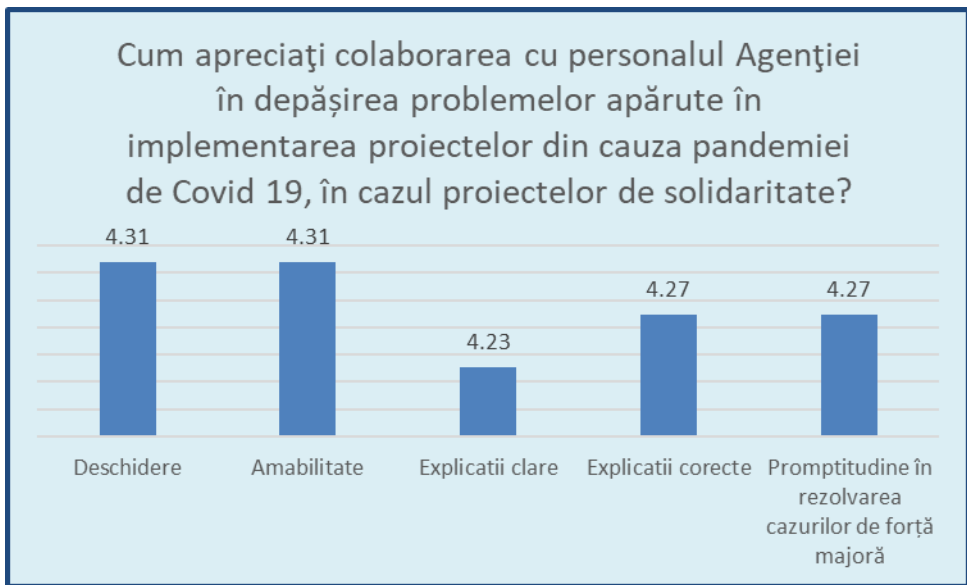 Cum apreciaţi colaborarea cu personalul Agenţiei
în depășirea problemelor apărute în
implementarea proiectelor din cauza pandemiei
de Covid 19, în cazul proiectelor de solidaritate?
4.31
4.31
4.23
4.27
4.27
Deschidere
Amabilitate
Explicatii clare
Explicatii corecte
Promptitudine în
rezolvarea
cazurilor de forță
majoră